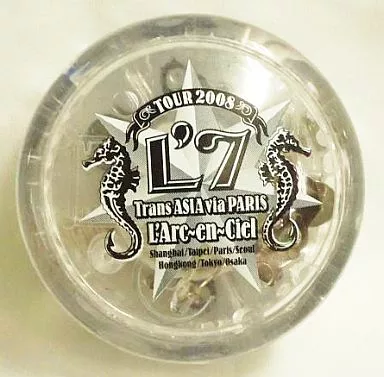 TOUR 2008
L'7
Trans ASIA via PARIS
L'Arc~en~Ciel
Shanghai/Taipei/Paris/Seoul
Hongkong/Tokyo/Osaka